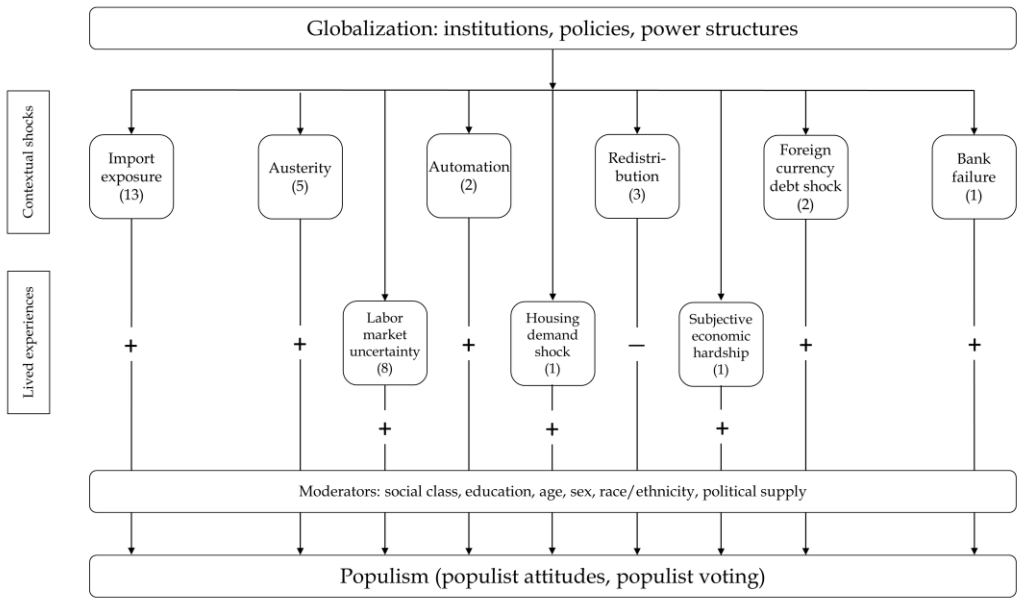 Globalization: institutions, policies, power structures
Contextual shocks
Import
exposure
(13)
Austerity
(5)
Automation
(2)
Redistri-
bution
(3)
Foreign
currency
debt shock
(2)
Bank
failure
(1)
Lived experiences
Labor
market
uncertainty
(8)
Housing
demand
shock
(1)
Subjective
economic
hardship
(1)
+
+
+
–
+
+
+
+
+
Moderators: social class, education, age, sex, race/ethnicity, political supply
Populism (populist attitudes, populist voting)